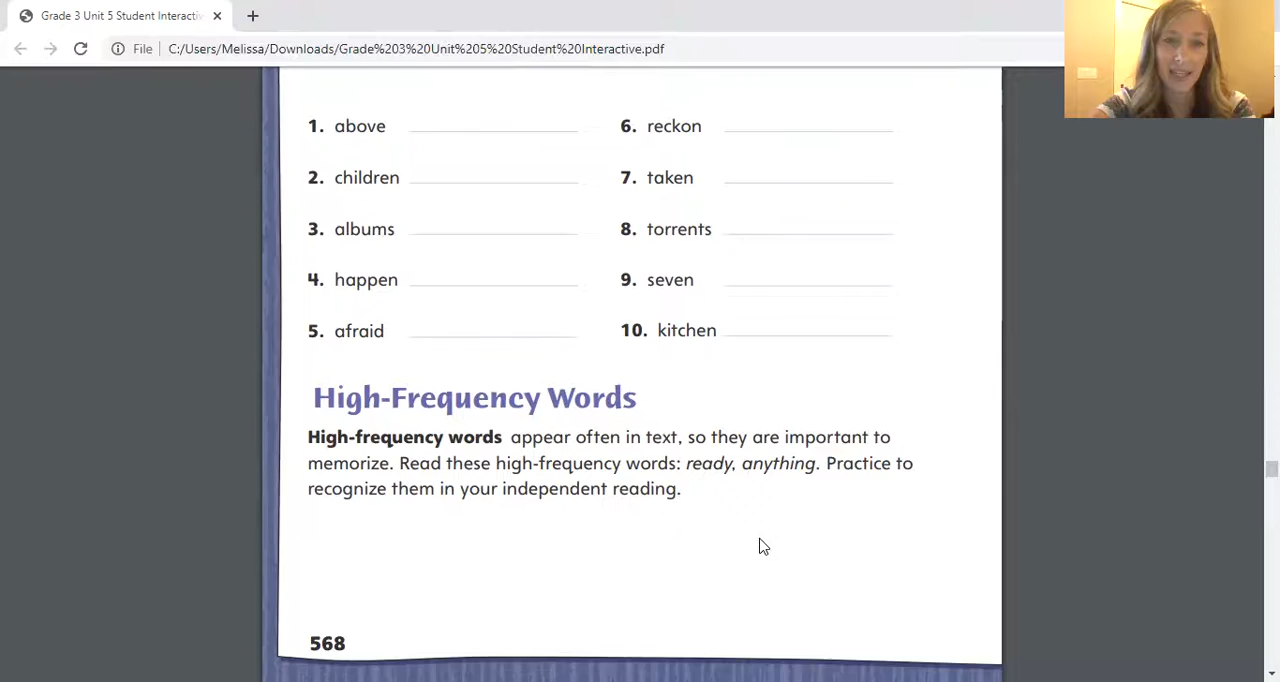 Grade 3 Unit 5 Student Interactiv
File C:/Users/Melissa/Downloads/Grade%203%20Unit%205%20Student%20Interactive.pdf
1. above
6. reckon
2. children
7. taken
3. albums
8. torrents
4. happen
9. seven
5. afraid
10. kitchen
High-Frequency Words
High-frequency words appear often in text, so they are important to
memorize. Read these high-frequency words: ready, anything. Practice to
recognize them in your independent reading.
568